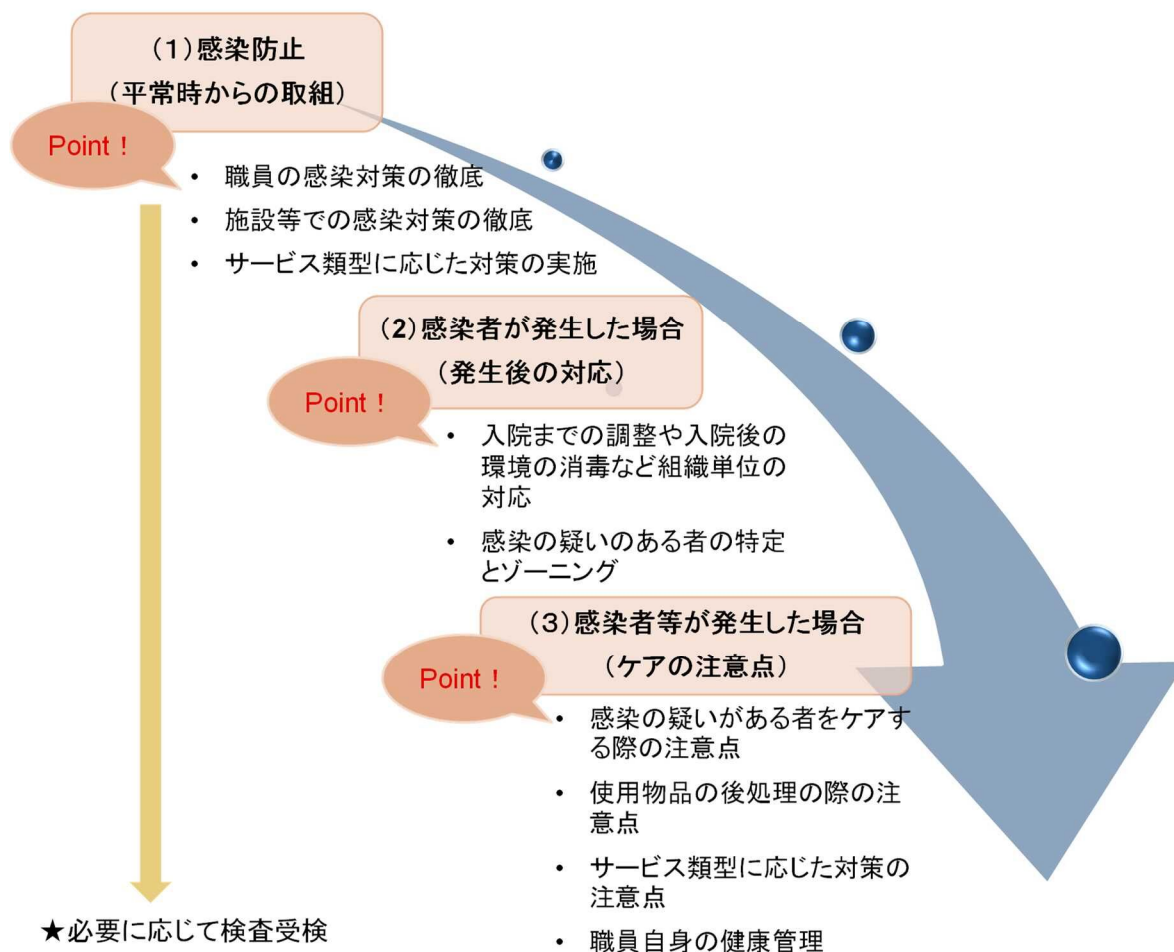 （１）感染防止
（平常時からの取組）
Point！
• 職員の感染対策の徹底
• 施設等での感染対策の徹底
• サービス類型に応じた対策の実施
（2）感染者が発生した場合
（発生後の対応）
Point！
• 入院までの調整や入院後の
環境の消毒など組織単位の
対応
• 感染の疑いのある者の特定
とゾーニング
（３）感染者等が発生した場合
（ケアの注意点）
Point！
• 感染の疑いがある者をケアす
る際の注意点
• 使用物品の後処理の際の注
意点
• サービス類型に応じた対策の
注意点
• 職員自身の健康管理
★必要に応じて検査受検